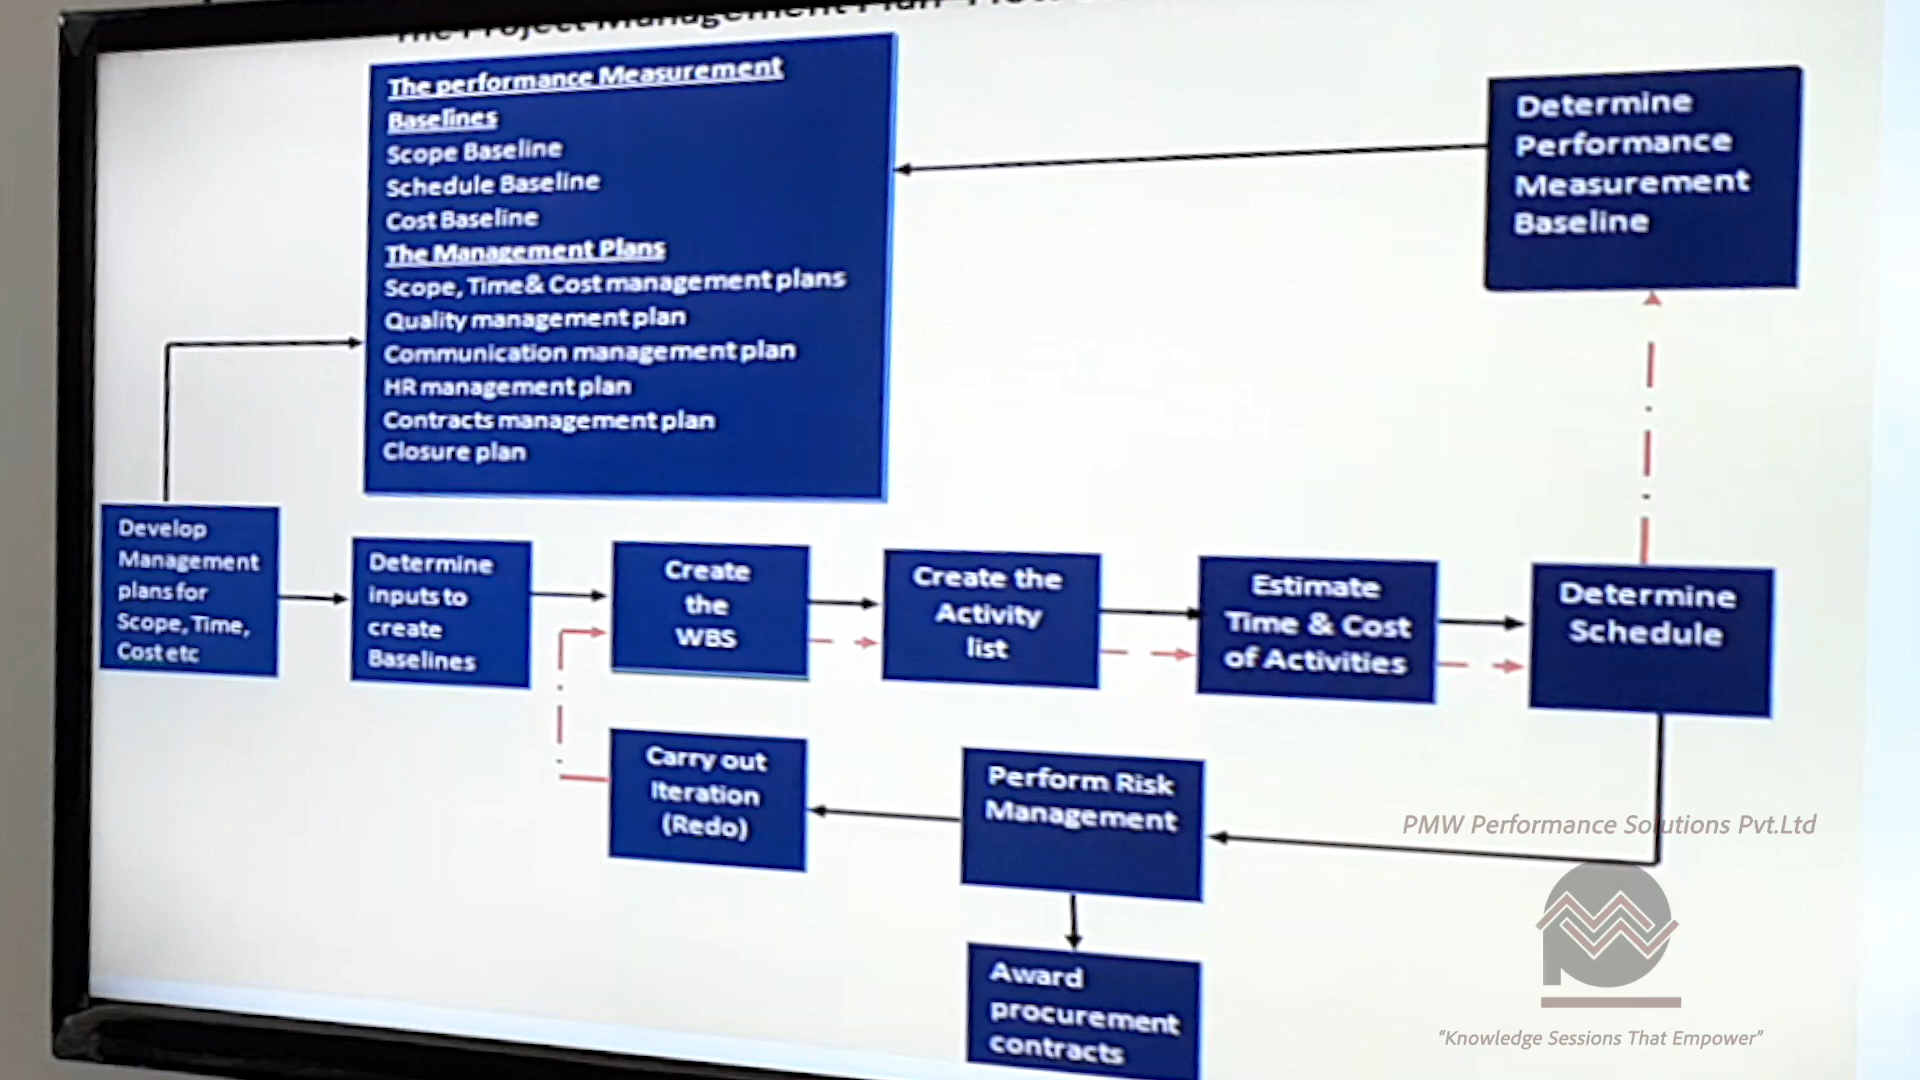 The Project Management Plan
The performance Measurement
Baselines
Scope Baseline
Schedule Baseline
Cost Baseline
The Management Plans
Scope, Time& Cost management plans
Quality management plan
Communication management plan
HR management plan
Contracts management plan
Closure plan
Determine
Performance
Measurement
Baseline
Develop
Management
plans for
Scope, Time,
Cost etc
Determine
inputs to
create
Baselines
Create
the
WBS
Create the
Activity
list
Estimate
Time & Cost
of Activities
Determine
Schedule
Carry out
Iteration
(Redo)
Perform Risk
Management
Award
procurement
contracts
PMW Performance Solutions Pvt.Ltd
"Knowledge Sessions That Empower"